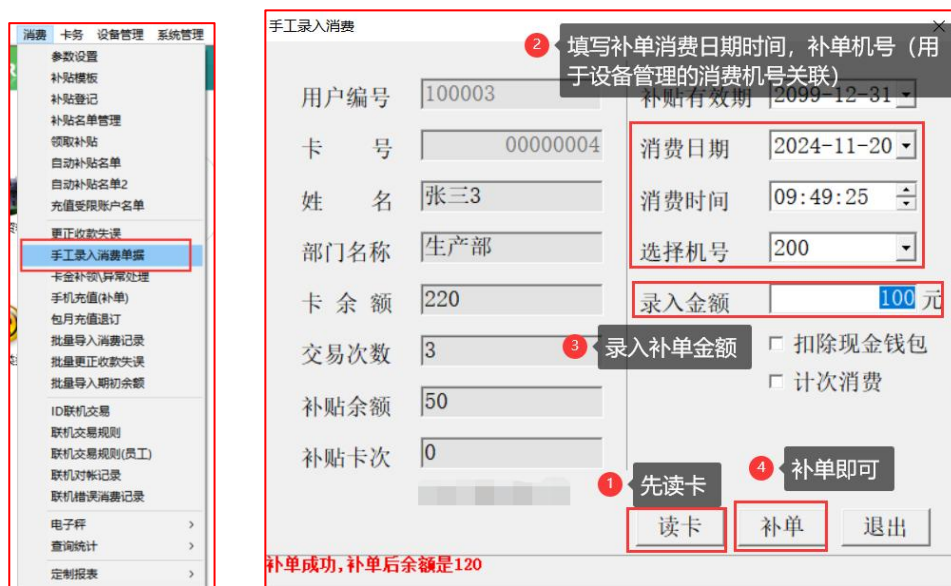 消费 卡务 设备管理 系统管理
参数设置
补贴模板
补贴登记
补贴名单管理
领取补贴
自动补贴名单
自动补贴名单2
充值受限账户名单
更正收款失误
手工录入消费单据
卡金补领\异常处理
手机充值(补单)
包月充值退订
批量导入消费记录
批量更正收款失误
批量导入期初余额
ID联机交易
联机交易规则
联机交易规则(员工)
联机对帐记录
联机错误消费记录
电子秤 >
查询统计 >
定制报表 >
手工录入消费
2 填写补单消费日期时间，补单机号（用
于设备管理的消费机号关联）
用户编号 100003
卡 号 00000004
姓 名 张三3
部门名称 生产部
卡 余 额 220
交易次数 3
补贴余额 50
补贴卡次 0
补贴有效期 2099-12-31
消费日期 2024-11-20
消费时间 09:49:25
选择机号 200
录入金额 100 元
3 录入补单金额
扣除现金钱包
计次消费
1 先读卡
4 补单即可
读卡 补单 退出
补单成功,补单后余额是120